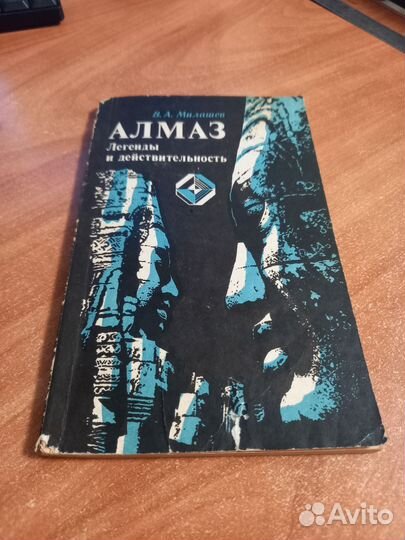 В. А. Милашев
АЛМАЗ
Легенды
и действительность
Avito